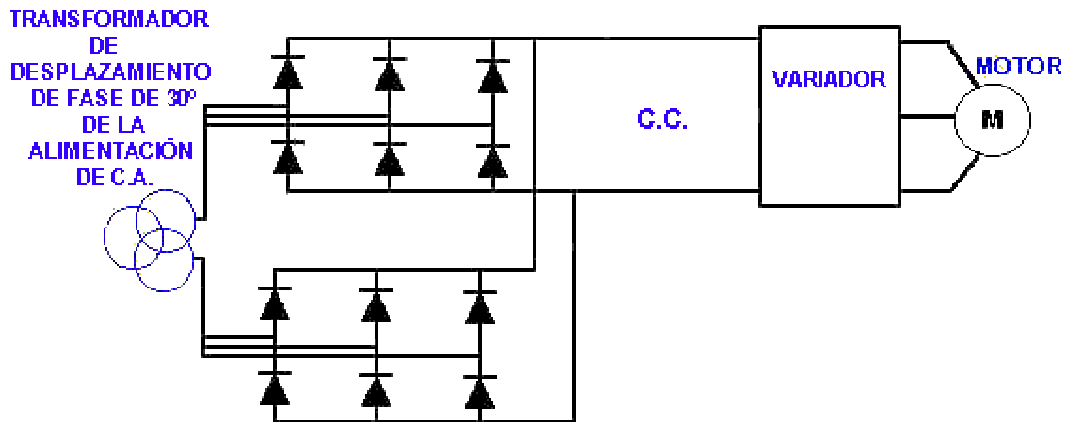 TRANSFORMADOR
DE
DESPLAZAMIENTO
DE FASE DE 30º
DE LA
ALIMENTACIÓN
DE C.A.
C.C.
VARIADOR
MOTOR
M